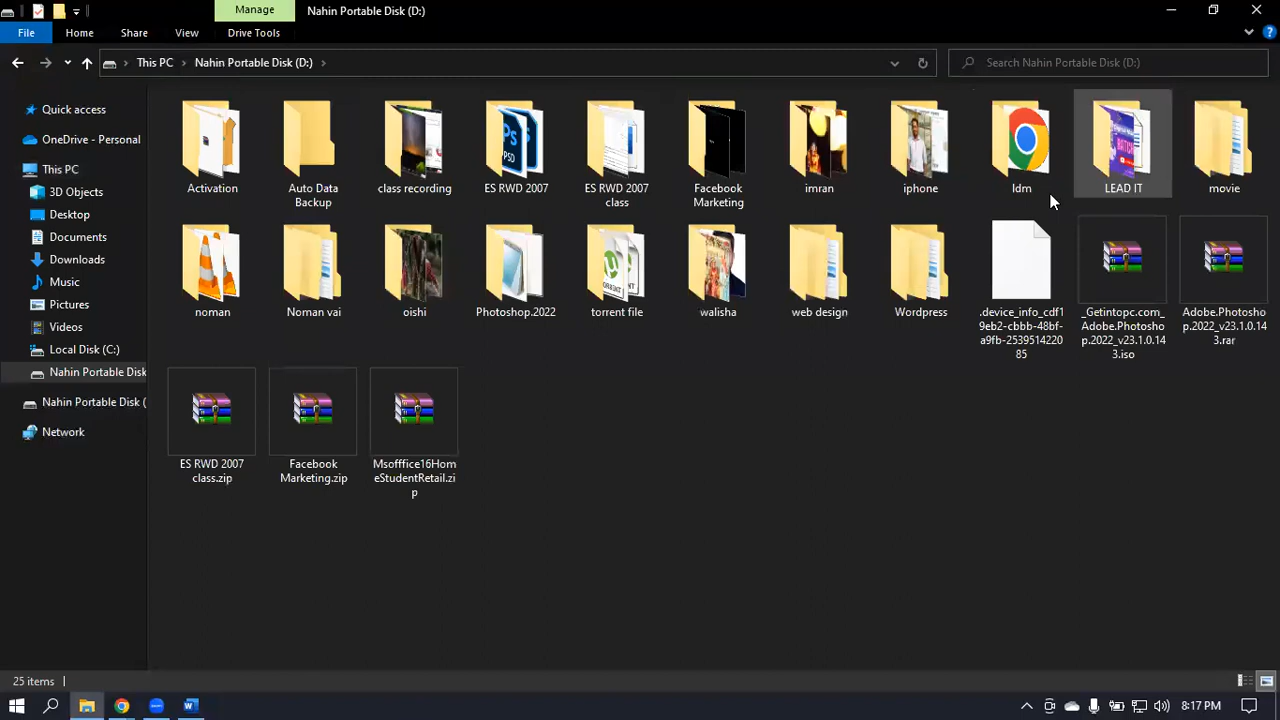 Manage
Nahin Portable Disk (D:)
File
Home
Share
View
Drive Tools
This PC
Nahin Portable Disk (D:)
Search Nahin Portable Disk (D:)
Quick access
OneDrive - Personal
This PC
3D Objects
Desktop
Documents
Downloads
Music
Pictures
Videos
Local Disk (C:)
Nahin Portable Disk
Nahin Portable Disk (
Network
Activation
Auto Data
Backup
class recording
ES RWD 2007
ES RWD 2007
class
Facebook
Marketing
imran
iphone
Idm
LEAD IT
movie
noman
Noman vai
oishi
Photoshop.2022
torrent file
walisha
web design
Wordpress
.device_info_cdf1
9eb2-cbbb-48bf-
a9fb-2539514220
85
_Getintopc.com_
Adobe.Photosho
p.2022_v23.1.0.14
3.iso
Adobe.Photosho
p.2022_v23.1.0.14
3.rar
ES RWD 2007
class.zip
Facebook
Marketing.zip
Msofffice16Hom
eStudentRetail.zi
p
25 items
8:17 PM